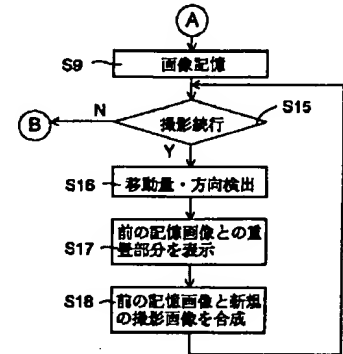 A
S9
画像記憶
S15
N
B
撮影続行
Y
S16
移動量・方向検出
前の記憶画像との重
S17
畳部分を表示
S18
前の記憶画像と新規
の撮影画像を合成